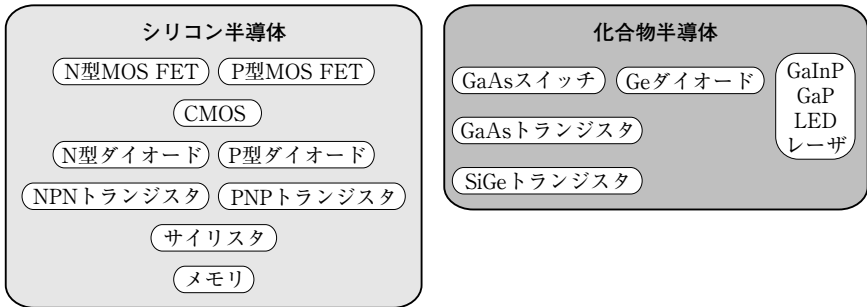 シリコン半導体
N型MOS FET P型MOS FET
CMOS
N型ダイオード P型ダイオード
NPNトランジスタ PNPトランジスタ
サイリスタ
メモリ
化合物半導体
GaAsスイッチ Geダイオード
GaAsトランジスタ
SiGeトランジスタ
GaInP
GaP
LED
レーザ